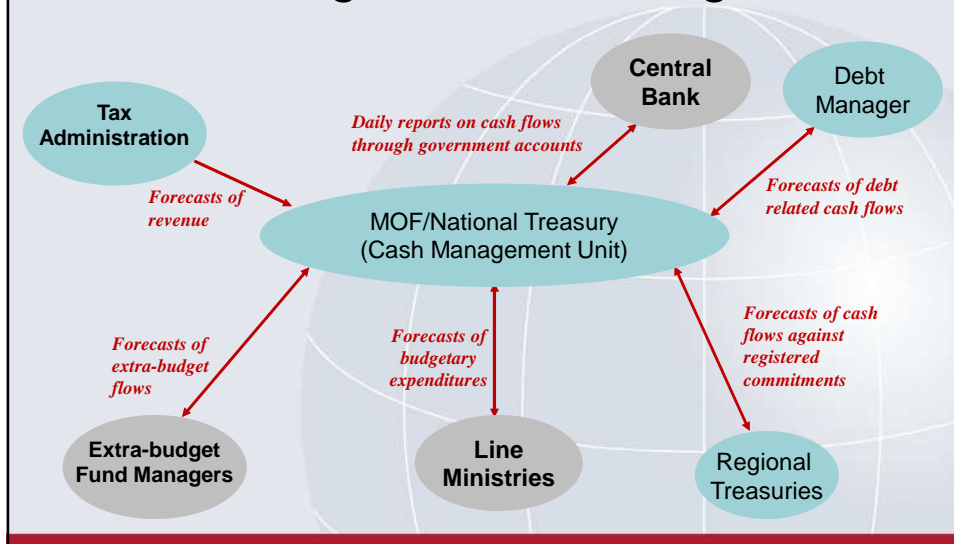 Central
Bank
Debt
Manager
Tax
Administration
Daily reports on cash flows
through government accounts
Forecasts of
revenue
Forecasts of debt
related cash flows
MOF/National Treasury
(Cash Management Unit)
Forecasts of
extra-budget
flows
Forecasts of
budgetary
expenditures
Forecasts of cash
flows against
registered
commitments
Extra-budget
Fund Managers
Line
Ministries
Regional
Treasuries